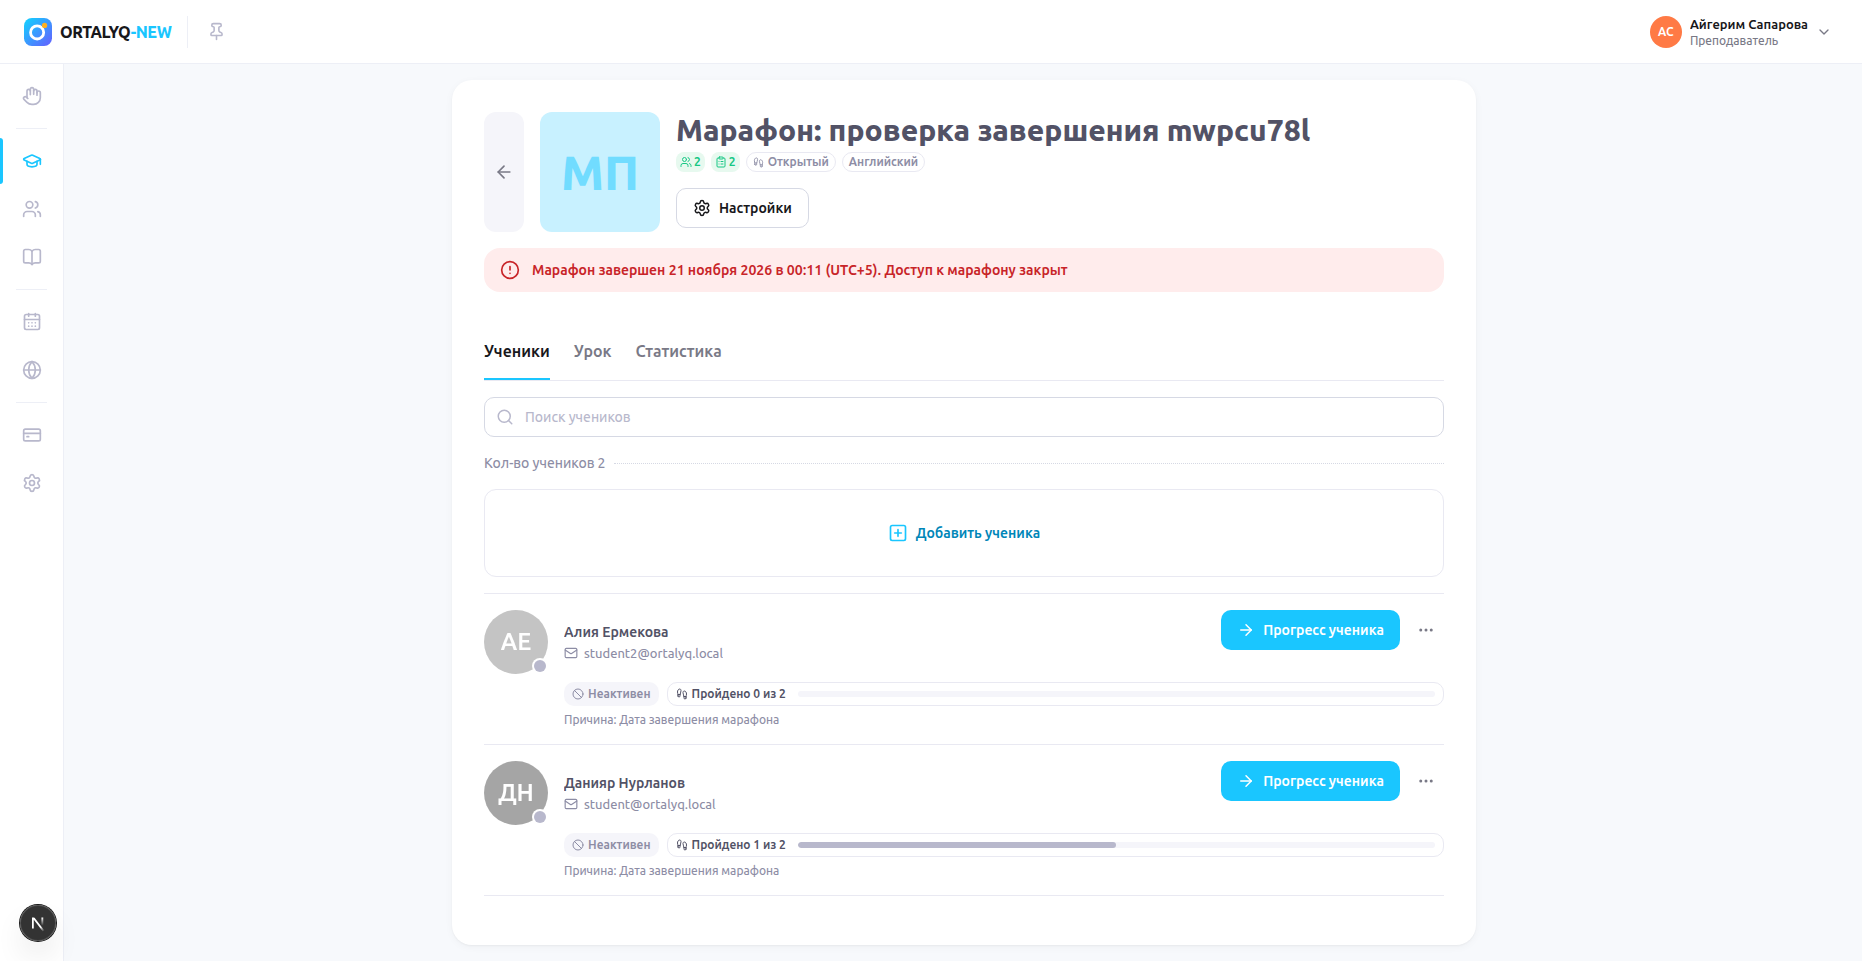 ORTALYQ-NEW
АС
Айгерим Сапарова
Преподаватель
МП
Марафон: проверка завершения mwpcu78l
2
2
Открытый
Английский
Настройки
Марафон завершен 21 ноября 2026 в 00:11 (UTC+5). Доступ к марафону закрыт
Ученики
Урок
Статистика
Поиск учеников
Кол-во учеников 2
Добавить ученика
АЕ
Алия Ермекова
student2@ortalyq.local
Прогресс ученика
Неактивен
Пройдено 0 из 2
Причина: Дата завершения марафона
ДН
Данияр Нурланов
student@ortalyq.local
Прогресс ученика
Неактивен
Пройдено 1 из 2
Причина: Дата завершения марафона
N